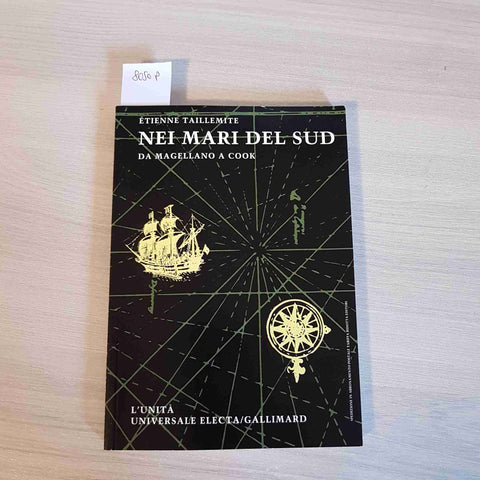 8050 P
ÉTIENNE TAILLEMITE
NEI MARI DEL SUD
DA MAGELLANO A COOK
L'UNITÀ
UNIVERSALE ELECTA/GALLIMARD